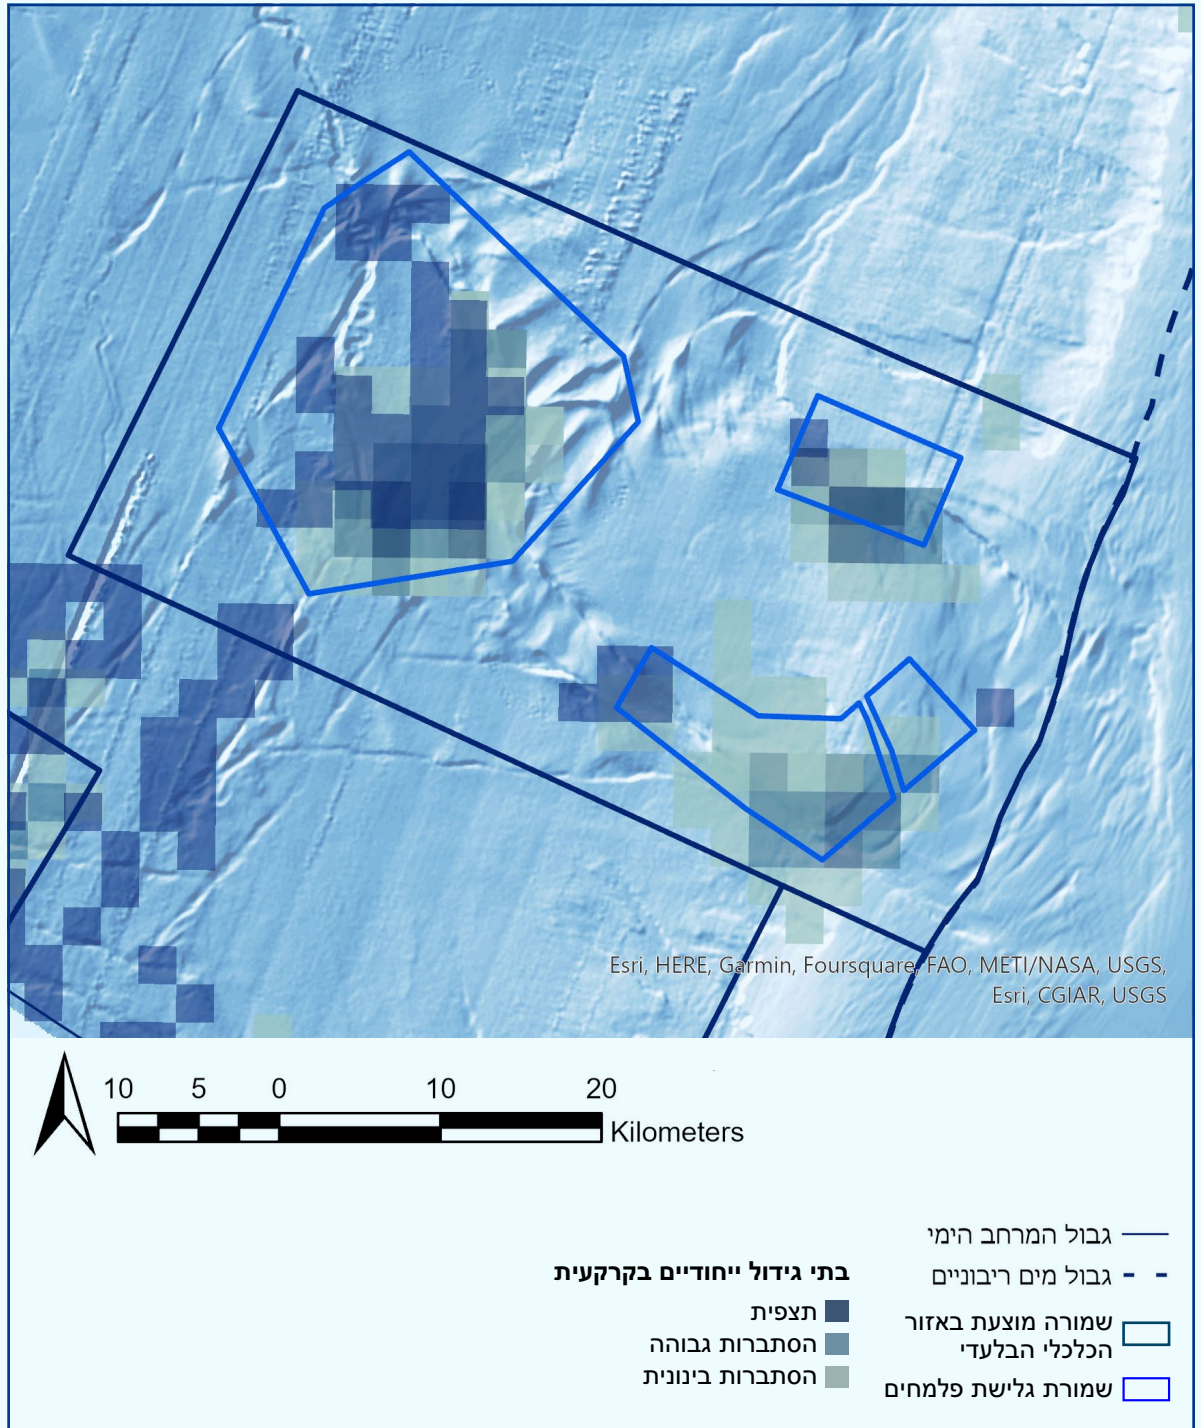 Esri, HERE, Garmin, Foursquare, FAO, METI/NASA, USGS,
Esri, CGIAR, USGS
10 5 0 10 20
Kilometers
גבול המרחב הימי
גבול מים ריבוניים
שמורה מוצעת באזור
הכלכלי הבלעדי
שמורת גלישת פלמחים
בתי גידול ייחודיים בקרקעית
תצפית
הסתברות גבוהה
הסתברות בינונית